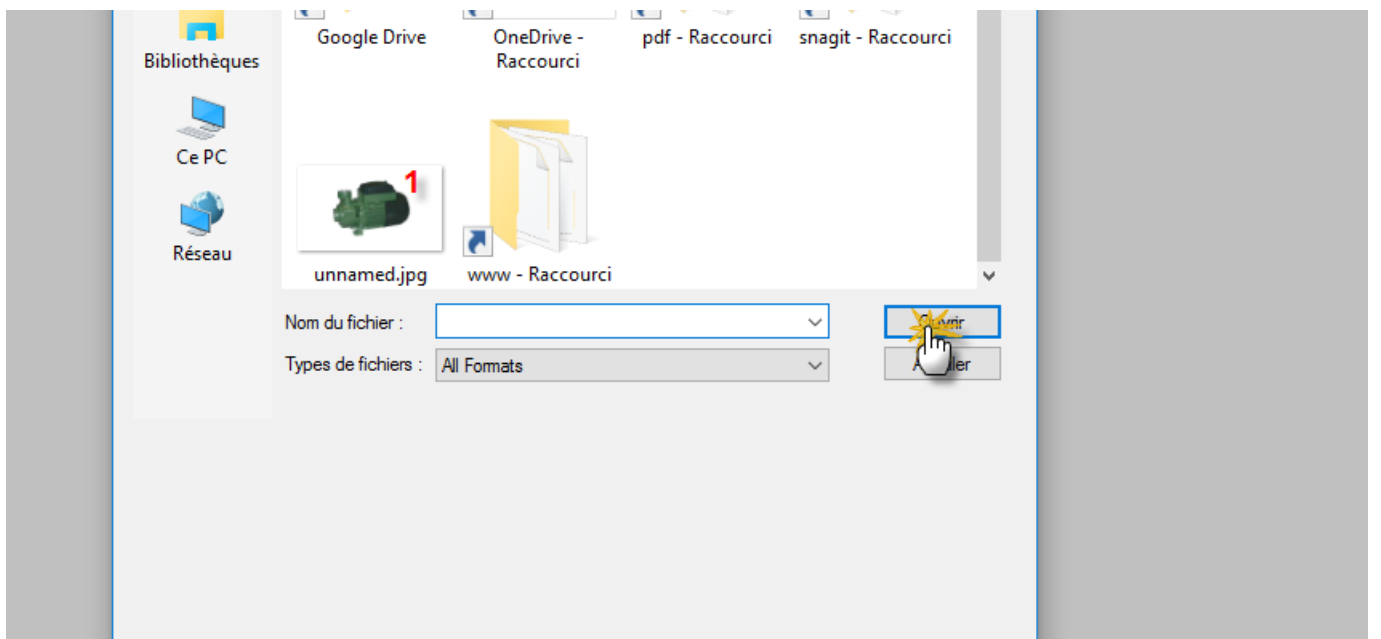 Google Drive
OneDrive -
Raccourci
pdf - Raccourci
snagit - Raccourci
Bibliothèques
Ce PC
Réseau
1
unnamed.jpg
www - Raccourci
Nom du fichier :
Types de fichiers :
All Formats